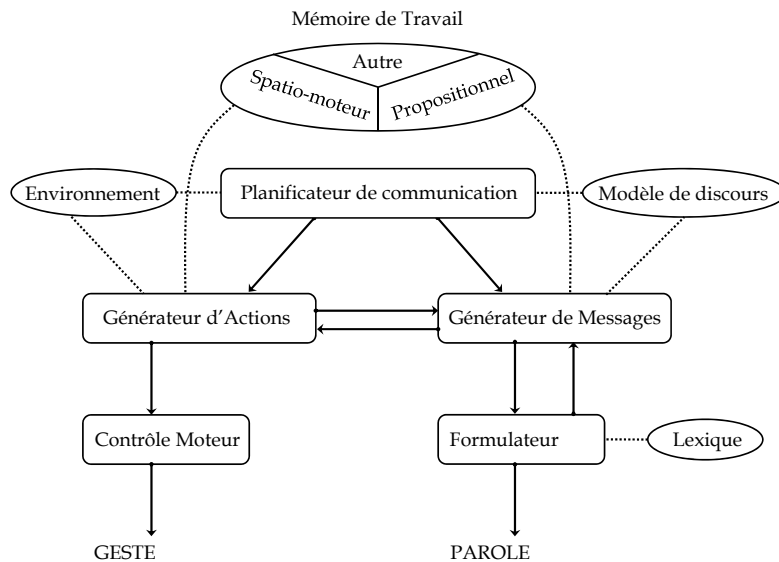 Mémoire de Travail
Autre
Spatio-moteur
Propositionnel
Environnement
Planificateur de communication
Modèle de discours
Générateur d'Actions
Générateur de Messages
Contrôle Moteur
Formulateur
Lexique
GESTE
PAROLE